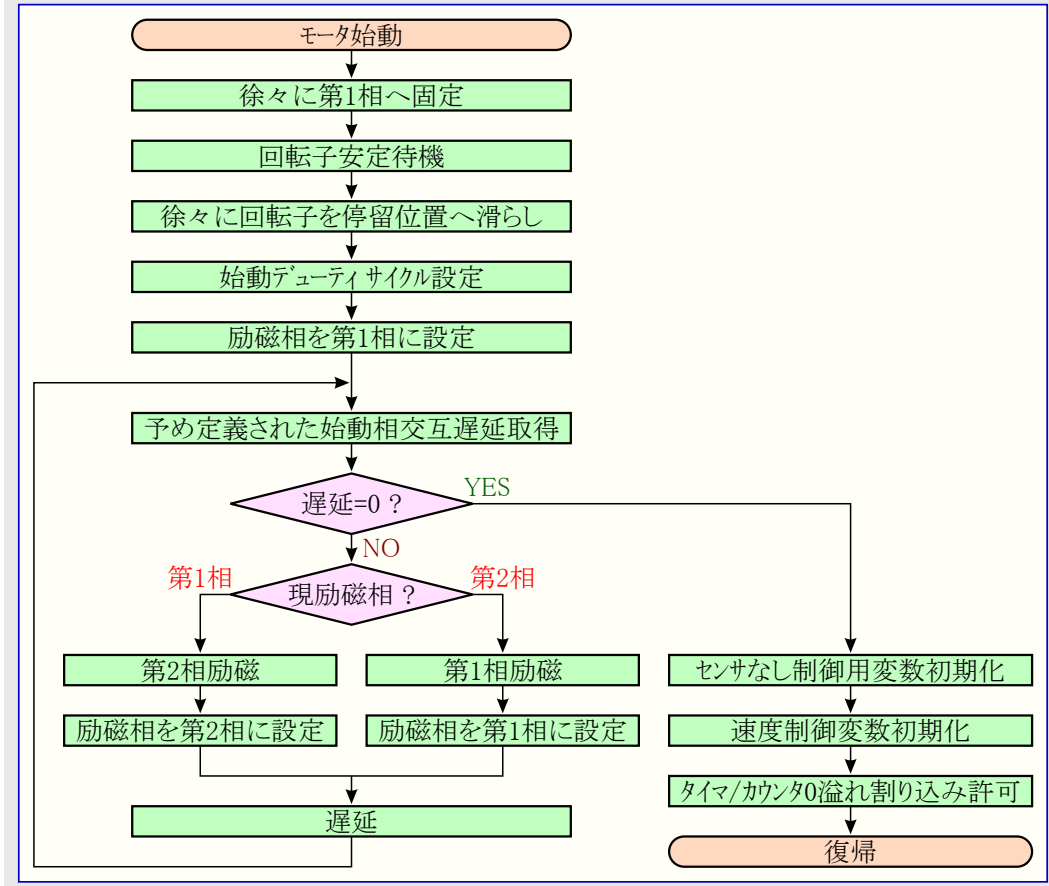 モータ始動
徐々に第1相へ固定
回転子安定待機
徐々に回転子を停留位置へ滑らし
始動デューティ サイクル設定
励磁相を第1相に設定
予め定義された始動相交互遅延取得
遅延=0 ?
YES
NO
第1相
現励磁相 ?
第2相
第2相励磁
第1相励磁
センサなし制御用変数初期化
励磁相を第2相に設定
励磁相を第1相に設定
速度制御変数初期化
タイマ/カウンタ0溢れ割り込み許可
遅延
復帰